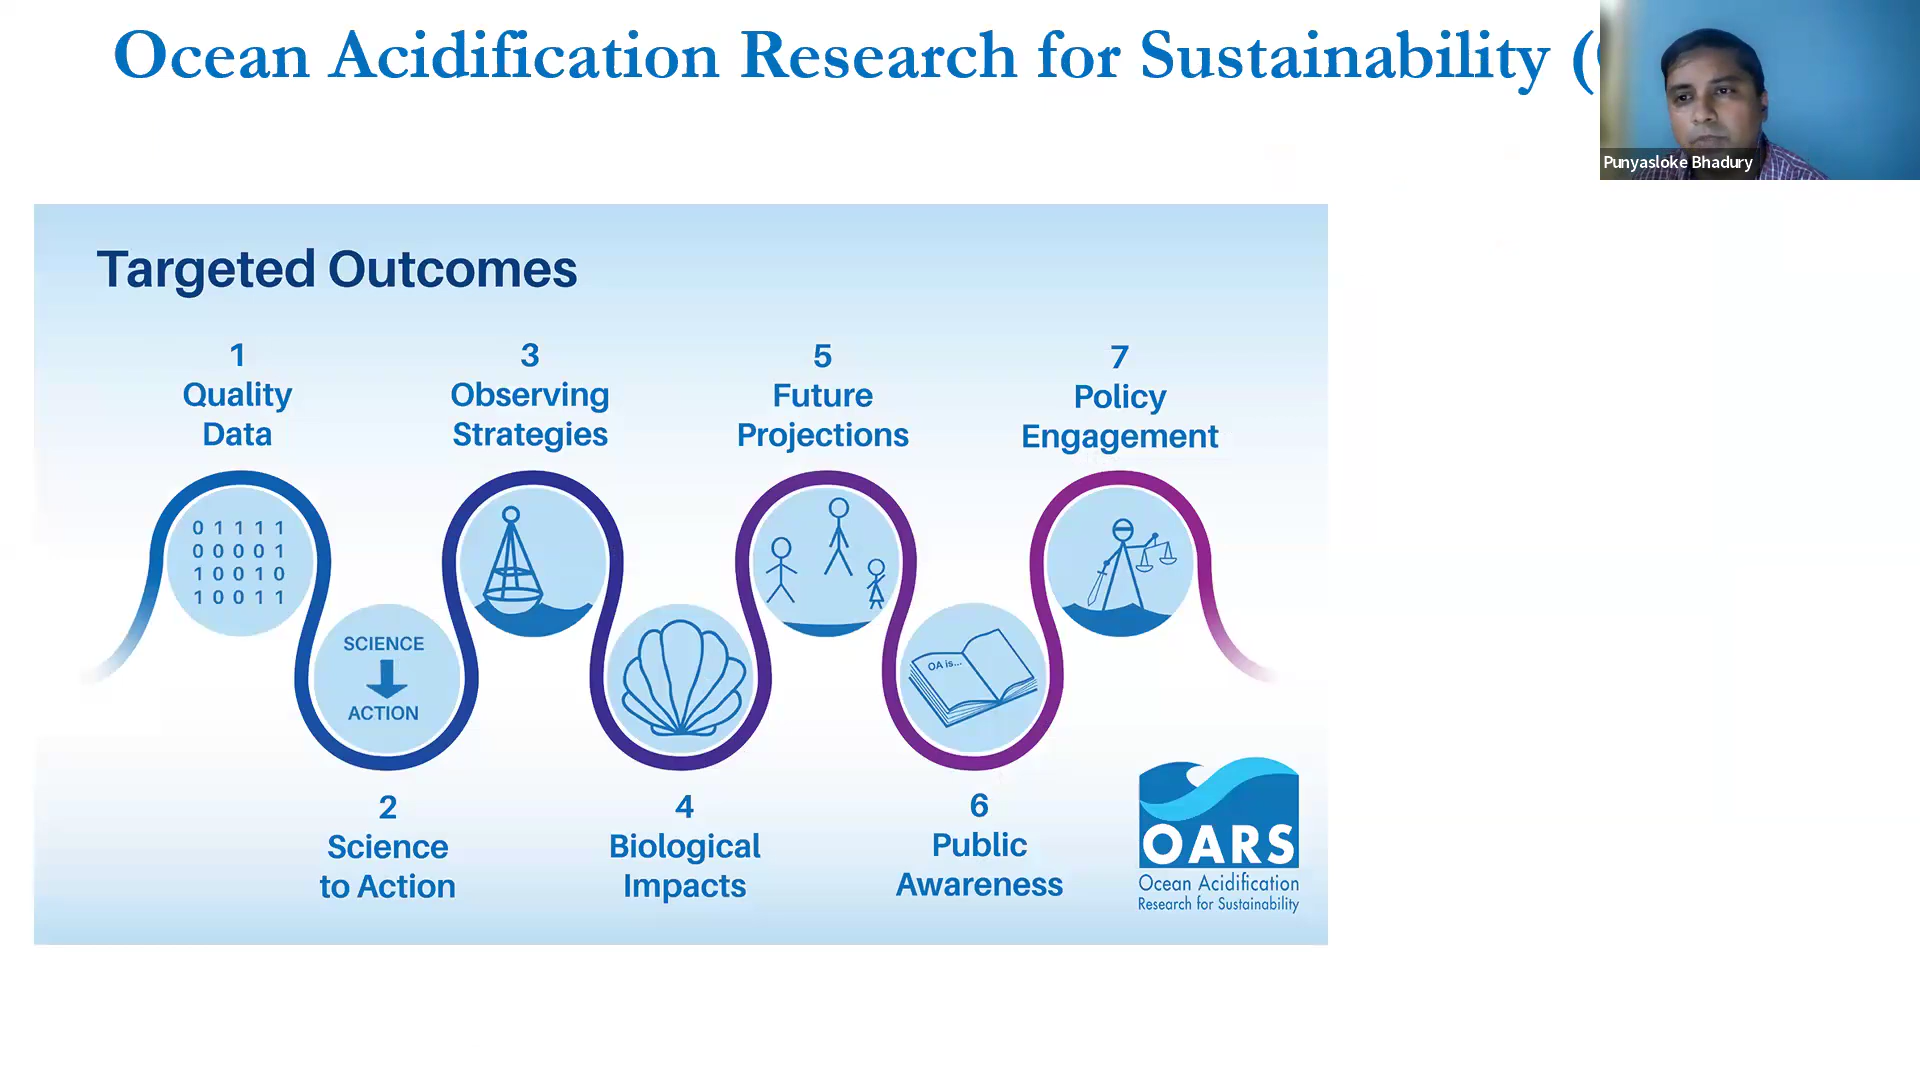 Ocean Acidification Research for Sustainability (
Punyasloke Bhadury
Targeted Outcomes
1
Quality
Data
3
Observing
Strategies
5
Future
Projections
7
Policy
Engagement
0 1 1 1 1
0 0 0 0 1
1 0 0 1 0
1 0 0 1 1
SCIENCE
ACTION
OA is...
2
Science
to Action
4
Biological
Impacts
6
Public
Awareness
OARS
Ocean Acidification
Research for Sustainability